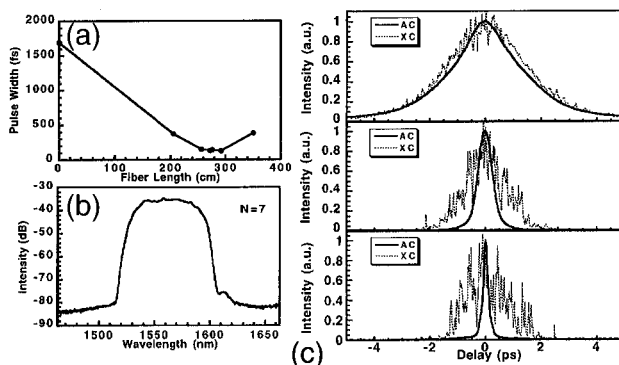 (a)
Pulse Width (fs)
2000
1500
1000
500
0
0 100 200 300 400
Fiber Length (cm)
(b)
N=7
Intensity (dB)
-30
-40
-50
-60
-70
-80
-90
1500 1550 1600 1650
Wavelength (nm)
(c)
AC
XC
Intensity (a.u.)
1
0.8
0.6
0.4
0.2
AC
XC
Intensity (a.u.)
1
0.8
0.6
0.4
0.2
0
AC
XC
Intensity (a.u.)
1
0.8
0.6
0.4
0.2
0
-4 -2 0 2 4
Delay (ps)